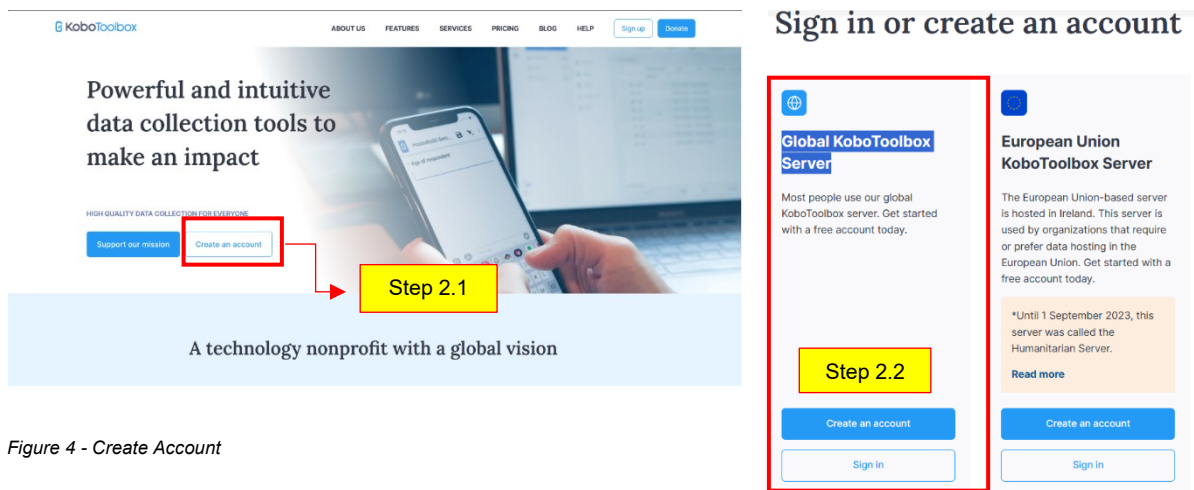 KoboToolbox
ABOUT US FEATURES SERVICES PRICING BLOG HELP Sign up Donate
Powerful and intuitive
data collection tools to
make an impact
HIGH QUALITY DATA COLLECTION FOR EVERYONE
Support our mission Create an account
Step 2.1
A technology nonprofit with a global vision
Figure 4 - Create Account
Sign in or create an account
Global KoboToolbox
Server
Most people use our global
KoboToolbox server. Get started
with a free account today.
Step 2.2
Create an account
Sign in
European Union
KoboToolbox Server
The European Union-based server
is hosted in Ireland. This server is
used by organizations that require
or prefer data hosting in the
European Union. Get started with a
free account today.
*Until 1 September 2023, this
server was called the
Humanitarian Server.
Read more
Create an account
Sign in